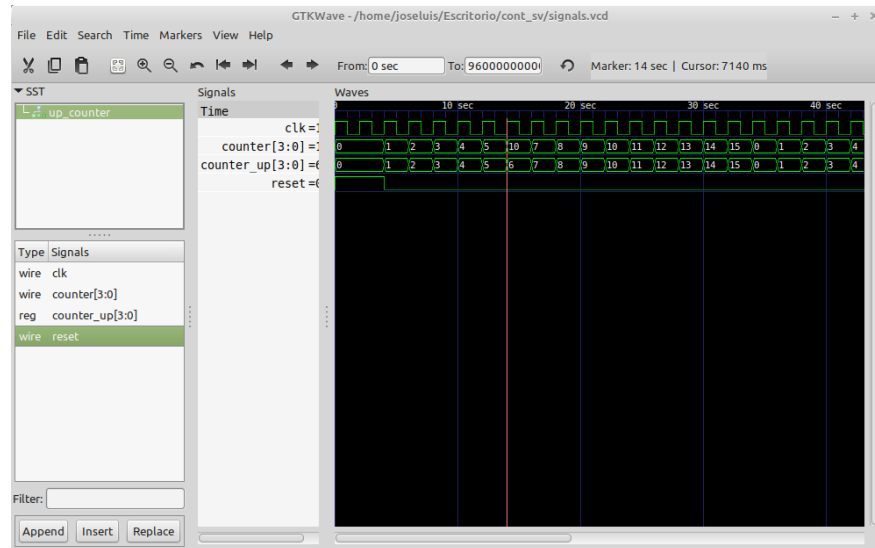 GTKWave - /home/joseluis/Escritorio/cont_sv/signals.vcd
File Edit Search Time Markers View Help
From: 0 sec To: 9600000000 Marker: 14 sec | Cursor: 7140 ms
SST
up_counter
Type Signals
wire clk
wire counter[3:0]
reg counter_up[3:0]
wire reset
Filter:
Append Insert Replace
Signals
Time
clk =1
counter[3:0] =1
counter_up[3:0] =6
reset =0
Waves
0 10 sec 20 sec 30 sec 40 sec
0 1 2 3 4 5 10 7 8 9 10 11 12 13 14 15 0 1 2 3 4
0 1 2 3 4 5 6 7 8 9 10 11 12 13 14 15 0 1 2 3 4